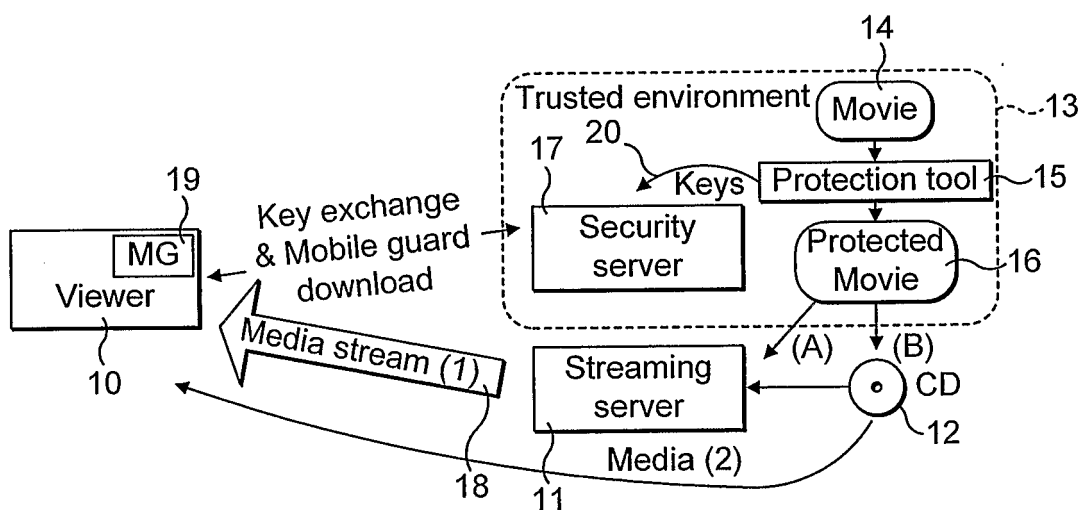 14
Trusted environment
Movie
13
20
17
Keys
Protection tool
15
19
Key exchange
& Mobile guard
download
MG
Viewer
Security
server
Protected
Movie
16
10
Media stream (1)
(A)
(B)
Streaming
server
CD
12
Media (2)
18
11